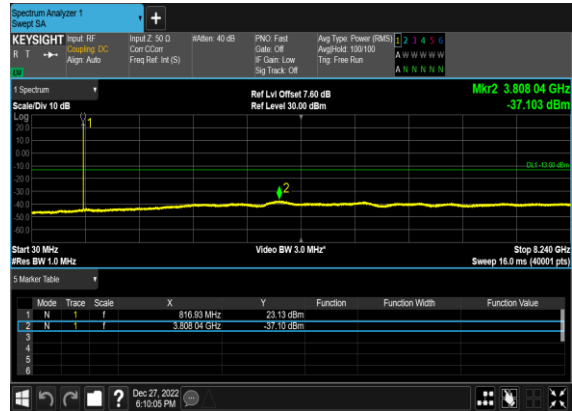 Spectrum Analyzer 1
Swept SA
+
KEYSIGHT Input: RF Input Z: 50 Ω #Atten: 40 dB PNO: Fast Avg Type: Power (RMS) 1 2 3 4 5 6
R T Coupling: DC Corr CCorr Gate: Off Avg|Hold: 100/100 A W W W W W
Align: Auto Freq Ref: Int (S) IF Gain: Low Trig: Free Run
Sig Track: Off A N N N N N
1 Spectrum Ref Lvl Offset 7.60 dB Mkr2 3.808 04 GHz
Scale/Div 10 dB Ref Level 30.00 dBm -37.103 dBm
Log
20.0
1
10.0
0.00
-10.0
DL1 -13.00 dBm
-20.0
-30.0
2
-40.0
-50.0
-60.0
Start 30 MHz Video BW 3.0 MHz* Stop 8.240 GHz
#Res BW 1.0 MHz Sweep 16.0 ms (40001 pts)
5 Marker Table
Mode Trace Scale X Y Function Function Width Function Value
1 N 1 f 816.93 MHz 23.13 dBm
2 N 1 f 3.808 04 GHz -37.10 dBm
3
4
5
6
? Dec 27, 2022
6:10:05 PM